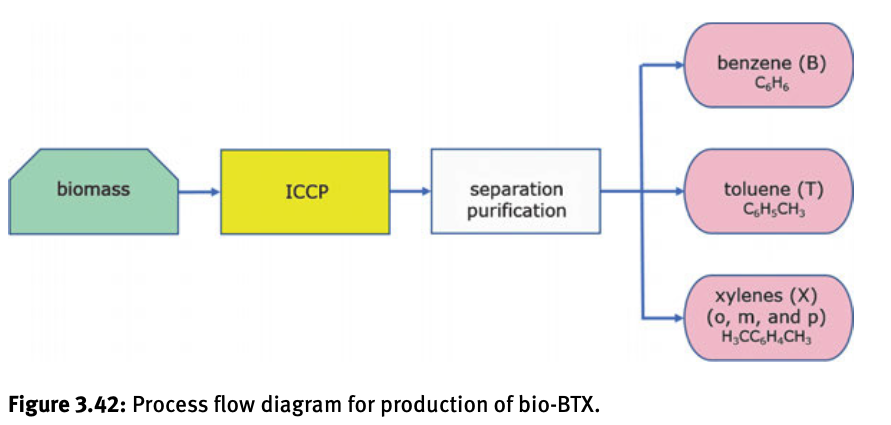 biomass
ICCP
separation
purification
benzene (B)
C₆H₆
toluene (T)
C₆H₅CH₃
xylenes (X)
(o, m, and p)
H₃CC₆H₄CH₃
Figure 3.42: Process flow diagram for production of bio-BTX.